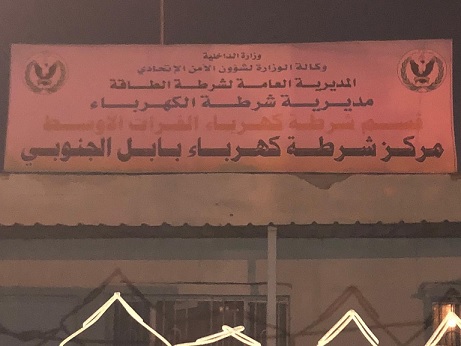 وزارة الداخلية
وكالة الوزارة لشؤون الامن الإتحادي
المديرية العامة لشرطة الطاقة
مديرية شرطة الكهرباء
قسم شرطة كهرباء الفرات الاوسط
مركز شرطة كهرباء بابل الجنوبي